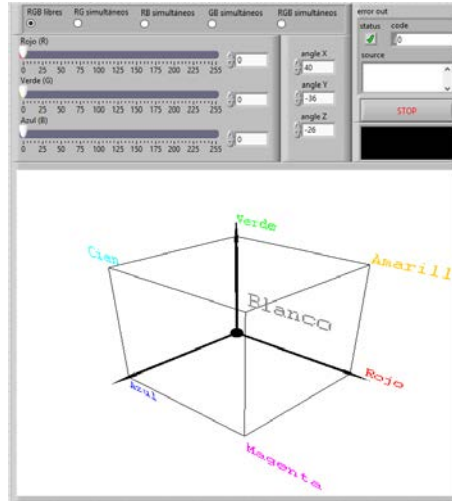 RGB libres RG simultáneos RB simultáneos GB simultáneos RGB simultáneos
error out
status code
0
source
STOP
Rojo (R)
0 25 50 75 100 125 150 175 200 225 255
0
Verde (G)
0 25 50 75 100 125 150 175 200 225 255
0
Azul (B)
0 25 50 75 100 125 150 175 200 225 255
0
angle X
40
angle Y
-36
angle Z
-26
Verde
Cian
Amarill
Blanco
Rojo
Azul
Magenta